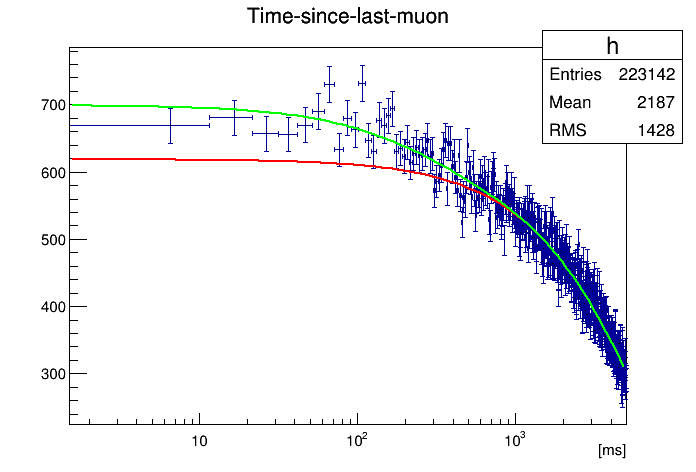 Time-since-last-muon
h
Entries 223142
Mean 2187
RMS 1428
700
600
500
400
300
10
10²
10³
[ms]